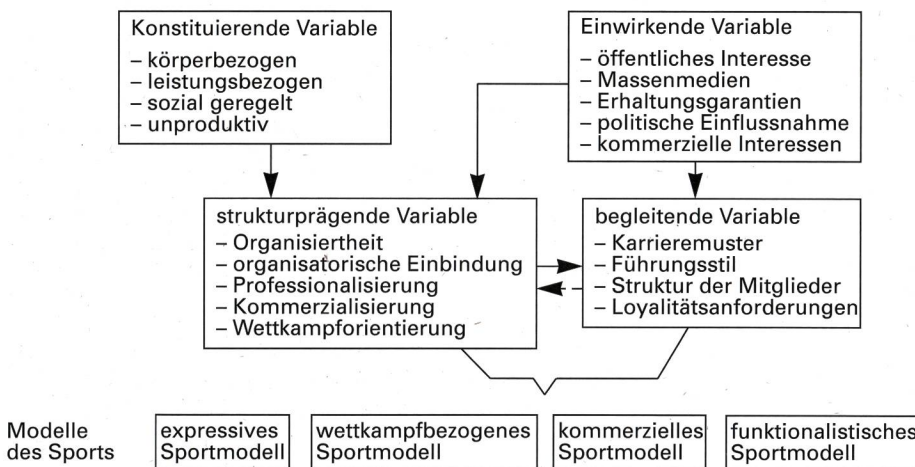 Konstituierende Variable
– körperbezogen
– leistungsbezogen
– sozial geregelt
– unproduktiv
Einwirkende Variable
– öffentliches Interesse
– Massenmedien
– Erhaltungsgarantien
– politische Einflussnahme
– kommerzielle Interessen
strukturprägende Variable
– Organisiertheit
– organisatorische Einbindung
– Professionalisierung
– Kommerzialisierung
– Wettkampforientierung
begleitende Variable
– Karrieremuster
– Führungsstil
– Struktur der Mitglieder
– Loyalitätsanforderungen
Modelle
des Sports
expressives
Sportmodell
wettkampfbezogenes
Sportmodell
kommerzielles
Sportmodell
funktionalistisches
Sportmodell